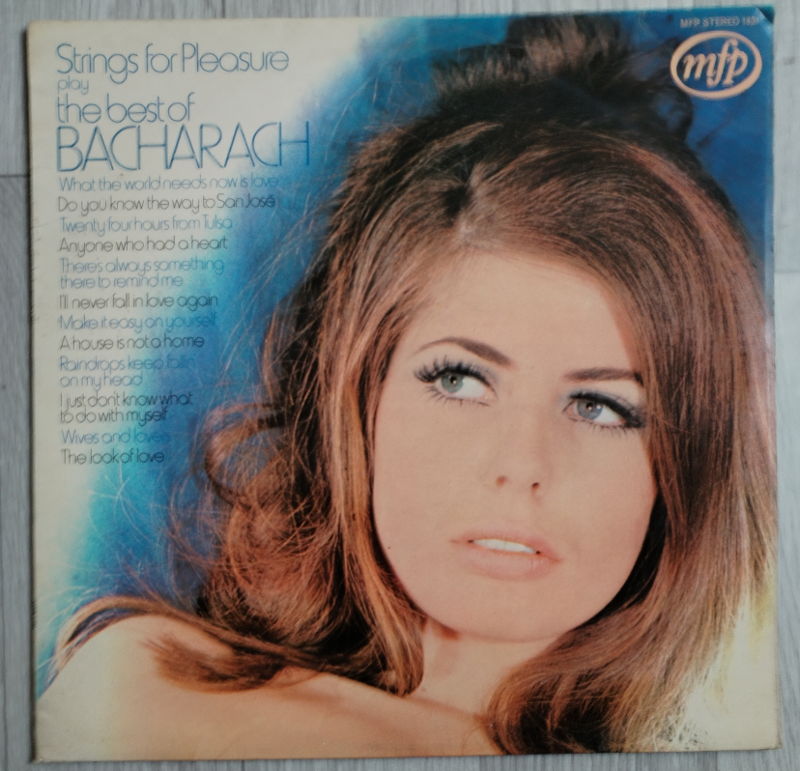 MFP STEREO
mfp
Strings for Pleasure
play
the best of
BACHARACH
What the world needs now is love
Do you know the way to San José
Twenty four hours from Tulsa
Anyone who had a heart
There's always something
there to remind me
I'll never fall in love again
Make it easy on yourself
A house is not a home
Raindrops keep fallin'
on my head
I just don't know what
to do with myself
Wives and lovers
The look of love